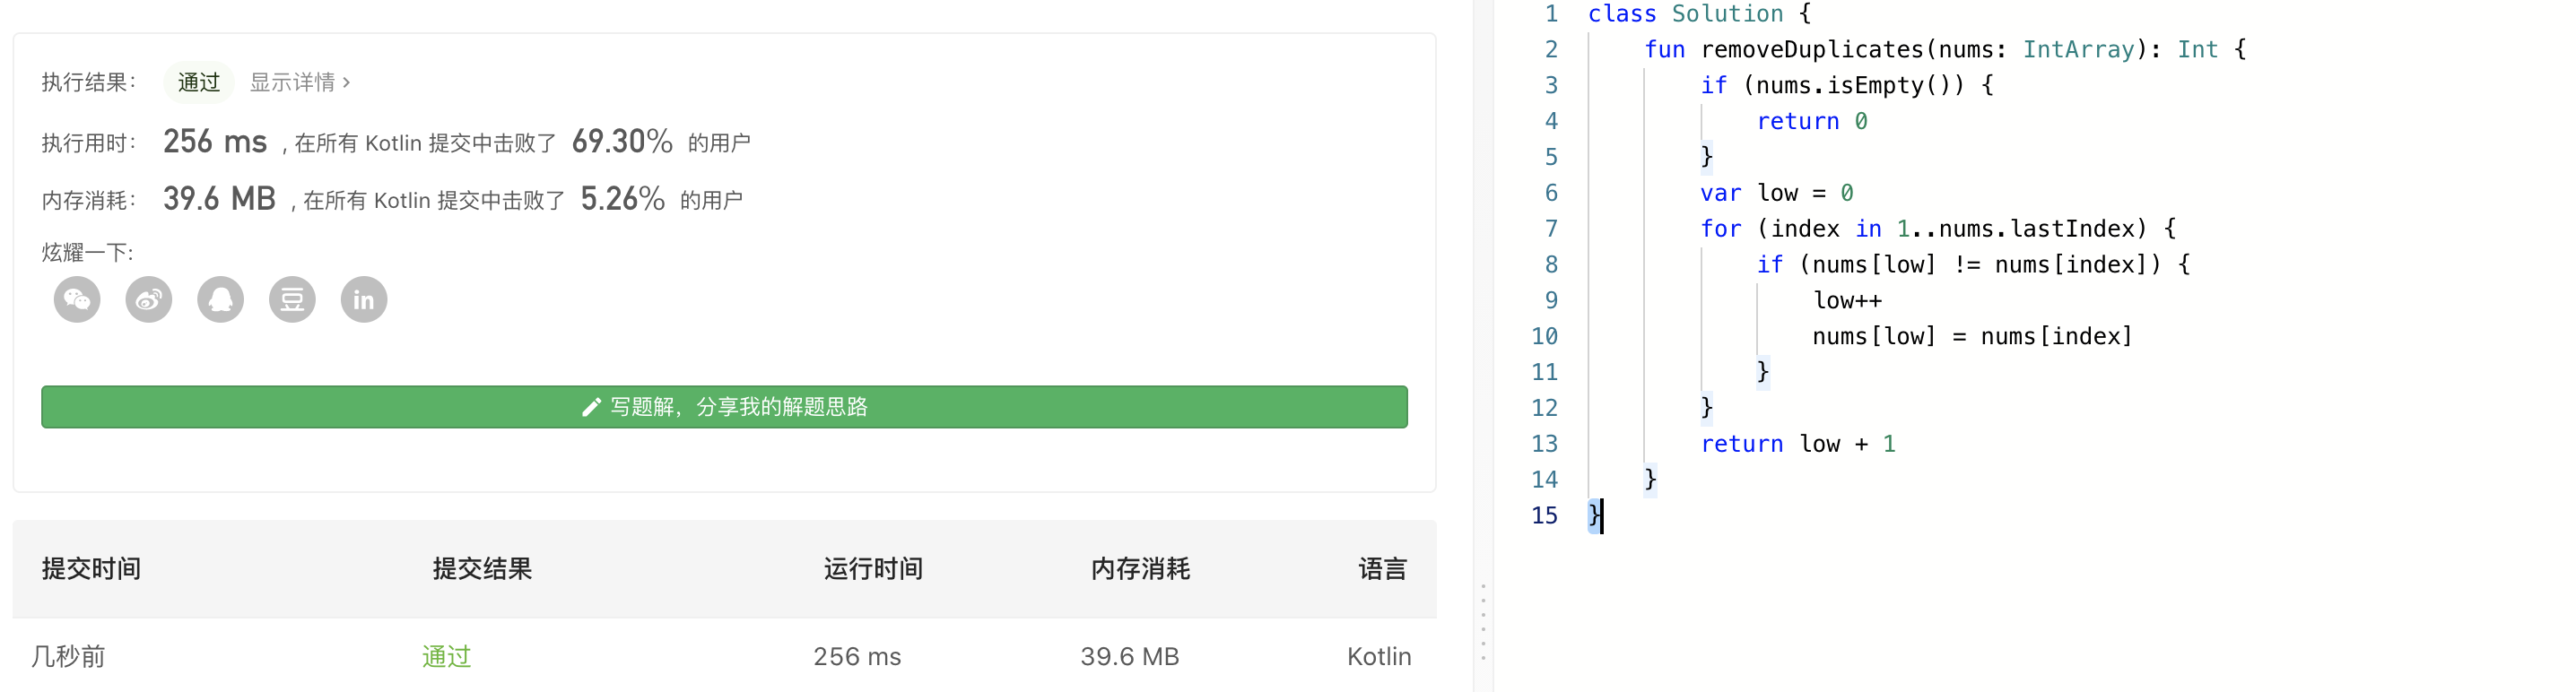 执行结果： 通过 显示详情 >
执行用时： 256 ms , 在所有 Kotlin 提交中击败了 69.30% 的用户
内存消耗： 39.6 MB , 在所有 Kotlin 提交中击败了 5.26% 的用户
炫耀一下:
豆 in
写题解，分享我的解题思路
提交时间 提交结果 运行时间 内存消耗 语言
几秒前 通过 256 ms 39.6 MB Kotlin
1 class Solution {
2     fun removeDuplicates(nums: IntArray): Int {
3         if (nums.isEmpty()) {
4             return 0
5         }
6         var low = 0
7         for (index in 1..nums.lastIndex) {
8             if (nums[low] != nums[index]) {
9                 low++
10                 nums[low] = nums[index]
11             }
12         }
13         return low + 1
14     }
15 }